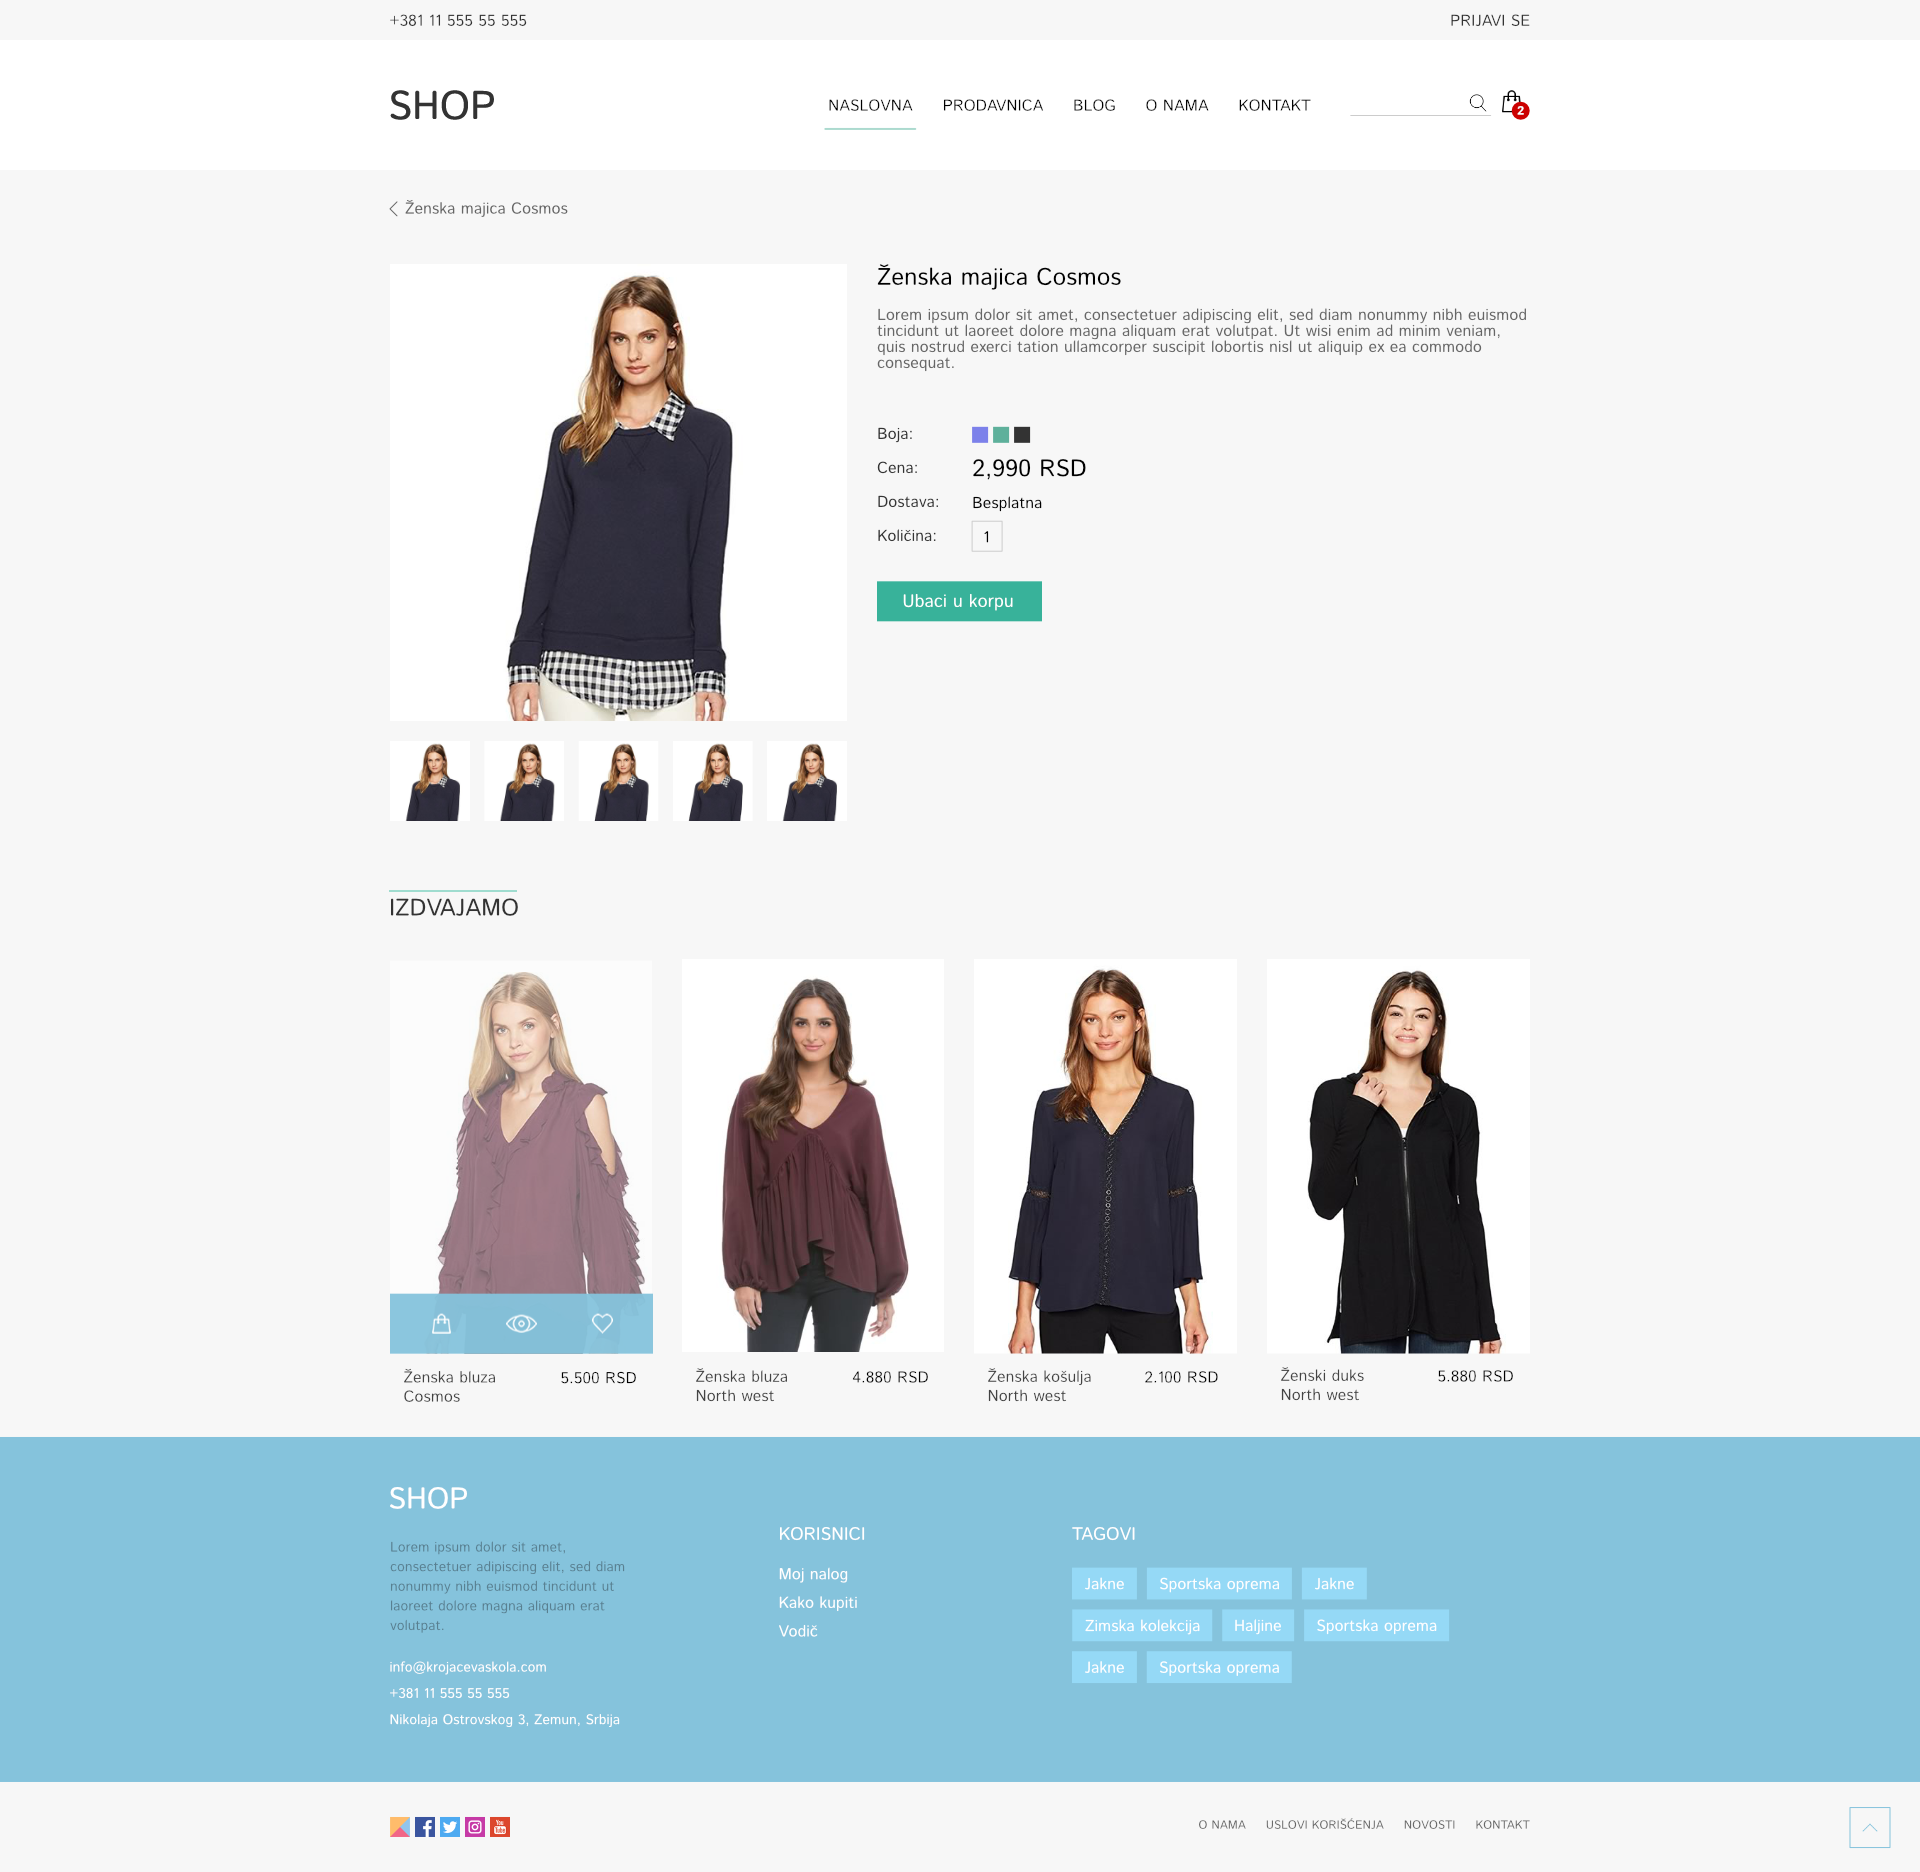 +381 11 555 55 555
PRIJAVI SE
SHOP
NASLOVNA
PRODAVNICA
BLOG
O NAMA
KONTAKT
2
Ženska majica Cosmos
Ženska majica Cosmos
Lorem ipsum dolor sit amet, consectetuer adipiscing elit, sed diam nonummy nibh euismod
tincidunt ut laoreet dolore magna aliquam erat volutpat. Ut wisi enim ad minim veniam,
quis nostrud exerci tation ullamcorper suscipit lobortis nisl ut aliquip ex ea commodo
consequat.
Boja:
Cena: 2,990 RSD
Dostava: Besplatna
Količina: 1
Ubaci u korpu
IZDVAJAMO
Ženska bluza
Cosmos
5.500 RSD
Ženska bluza
North west
4.880 RSD
Ženska košulja
North west
2.100 RSD
Ženski duks
North west
5.880 RSD
SHOP
Lorem ipsum dolor sit amet,
consectetuer adipiscing elit, sed diam
nonummy nibh euismod tincidunt ut
laoreet dolore magna aliquam erat
volutpat.
info@krojacevaskola.com
+381 11 555 55 555
Nikolaja Ostrovskog 3, Zemun, Srbija
KORISNICI
Moj nalog
Kako kupiti
Vodič
TAGOVI
Jakne
Sportska oprema
Jakne
Zimska kolekcija
Haljine
Sportska oprema
Jakne
Sportska oprema
You
Tube
O NAMA
USLOVI KORIŠĆENJA
NOVOSTI
KONTAKT